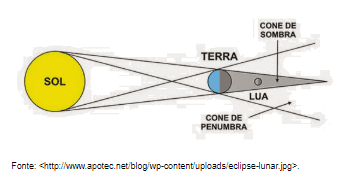 CONE DE
SOMBRA
TERRA
SOL
LUA
CONE DE
PENUMBRA
Fonte: <http://www.apotec.net/blog/wp-content/uploads/eclipse-lunar.jpg>.